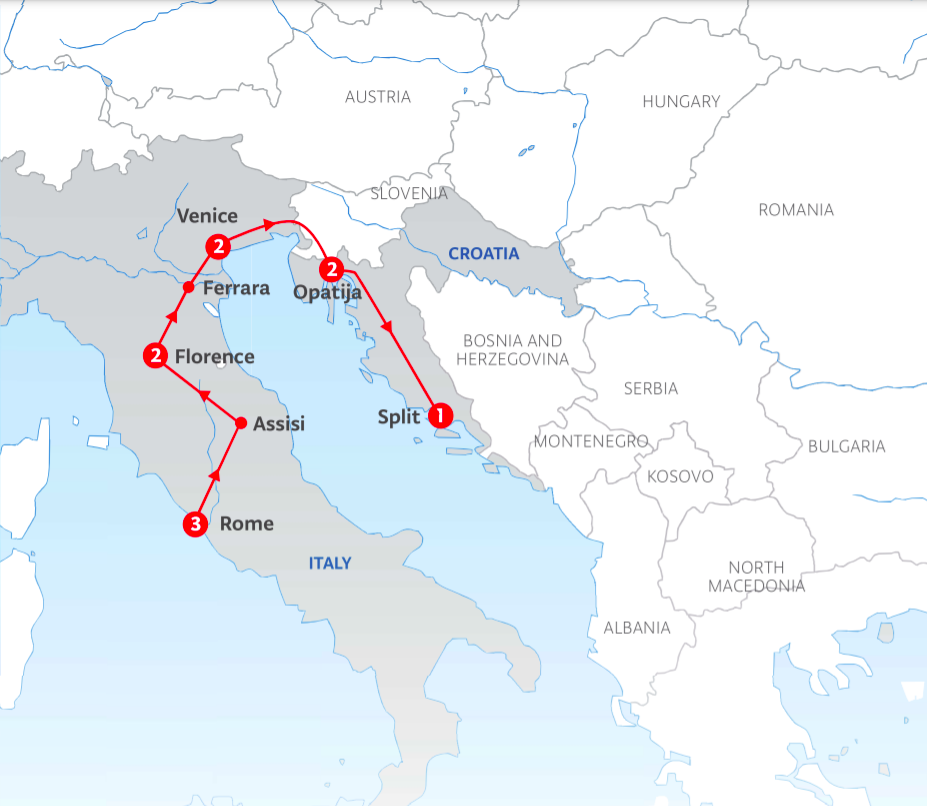 AUSTRIA
HUNGARY
SLOVENIA
ROMANIA
Venice
2
CROATIA
2
Opatija
Ferrara
BOSNIA AND
HERZEGOVINA
2
Florence
SERBIA
Split
1
Assisi
MONTENEGRO
BULGARIA
KOSOVO
3
Rome
ITALY
NORTH
MACEDONIA
ALBANIA